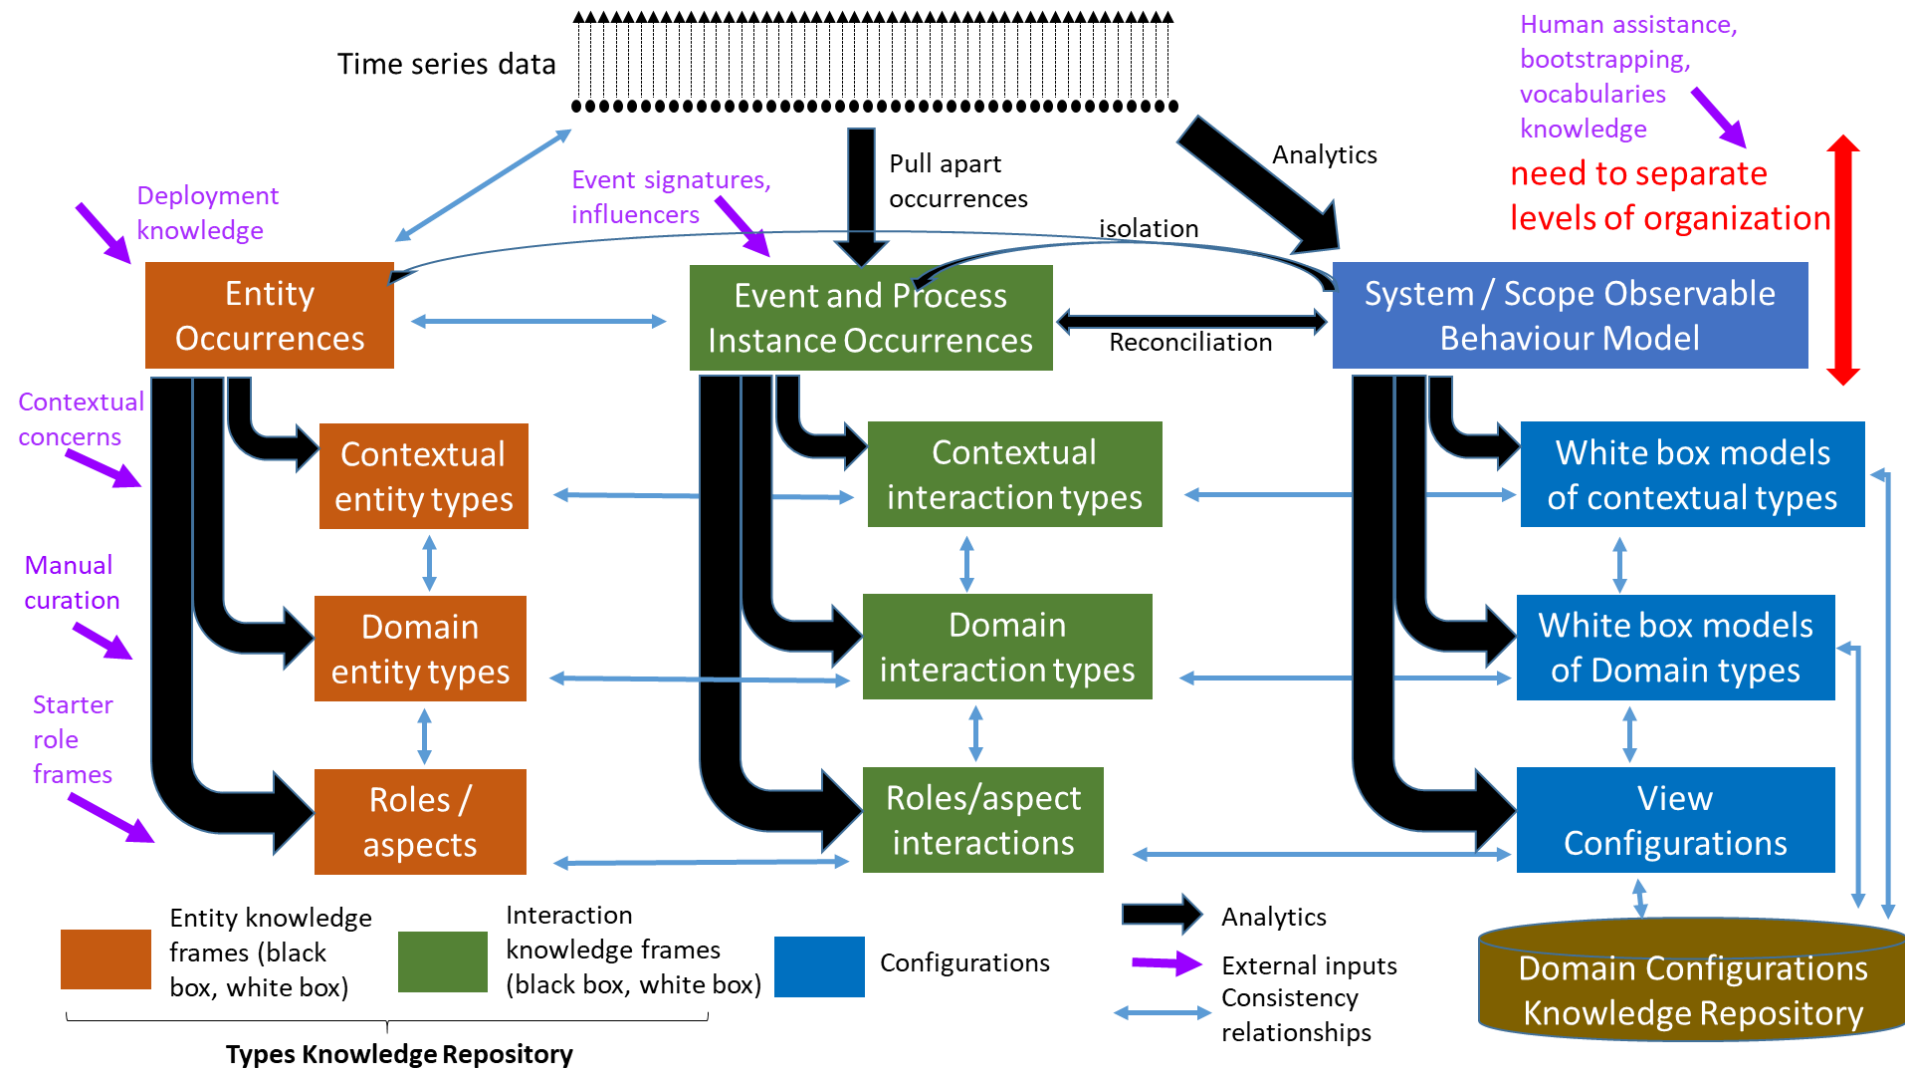 Time series data
Human assistance,
bootstrapping,
vocabularies
knowledge
need to separate
levels of organization
Analytics
Pull apart
occurrences
Event signatures,
influencers
Deployment
knowledge
isolation
Entity
Occurrences
Event and Process
Instance Occurrences
Reconciliation
System / Scope Observable
Behaviour Model
Contextual
concerns
Contextual
entity types
Contextual
interaction types
White box models
of contextual types
Manual
curation
Domain
entity types
Domain
interaction types
White box models
of Domain types
Starter
role
frames
Roles /
aspects
Roles/aspect
interactions
View
Configurations
Entity knowledge
frames (black
box, white box)
Interaction
knowledge frames
(black box, white box)
Configurations
Analytics
External inputs
Consistency
relationships
Domain Configurations
Knowledge Repository
Types Knowledge Repository